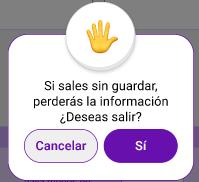 Si sales sin guardar,
perderás la información
¿Deseas salir?
Cancelar
Sí